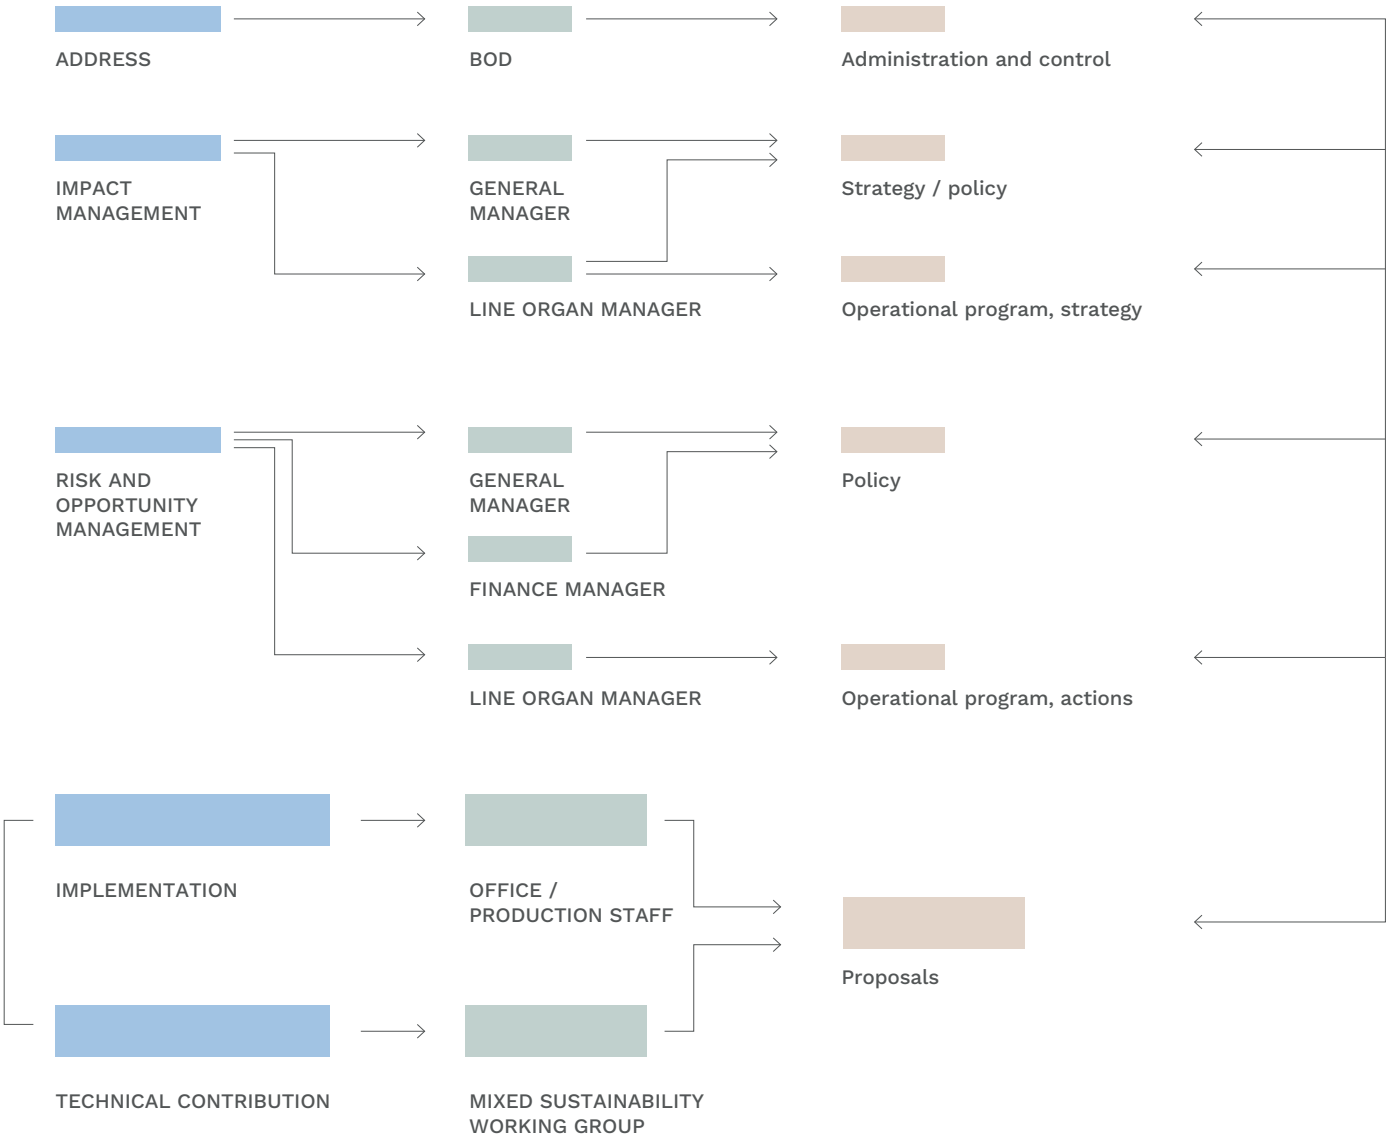 ADDRESS
BOD
Administration and control
IMPACT
MANAGEMENT
GENERAL
MANAGER
Strategy / policy
LINE ORGAN MANAGER
Operational program, strategy
RISK AND
OPPORTUNITY
MANAGEMENT
GENERAL
MANAGER
Policy
FINANCE MANAGER
LINE ORGAN MANAGER
Operational program, actions
IMPLEMENTATION
OFFICE /
PRODUCTION STAFF
Proposals
TECHNICAL CONTRIBUTION
MIXED SUSTAINABILITY
WORKING GROUP